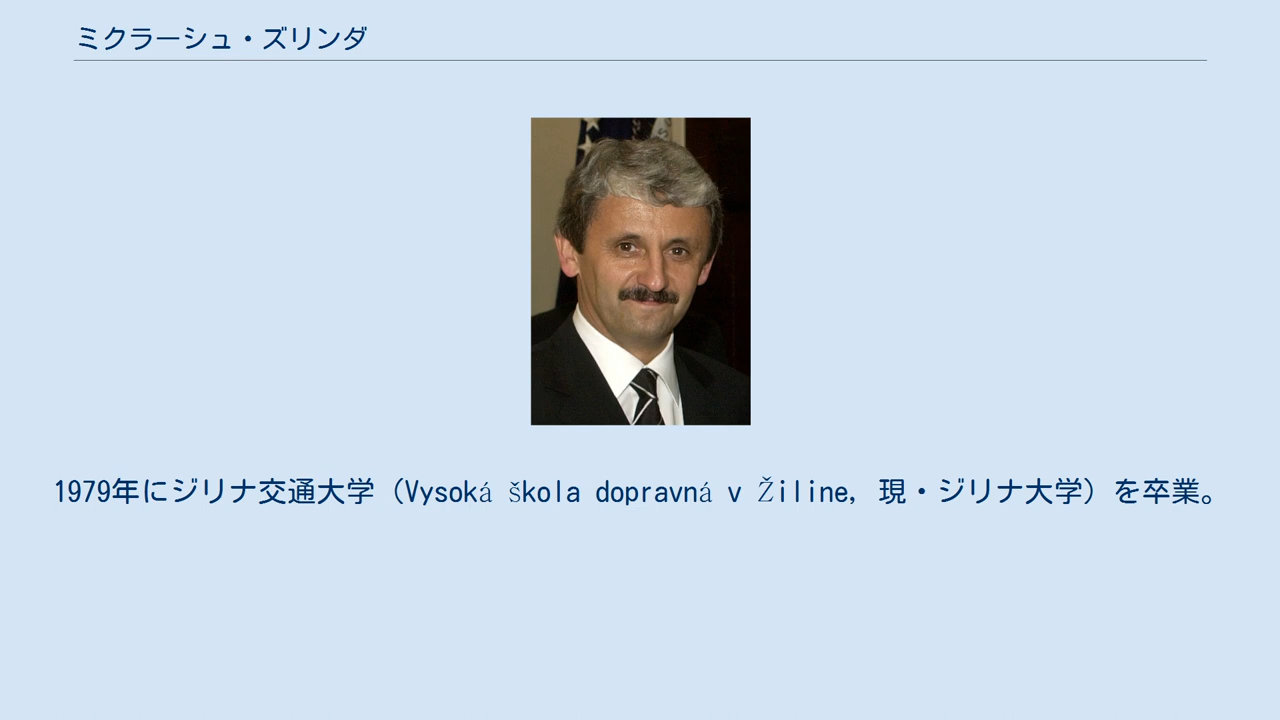 ミクラーシュ・ズリンダ
1979年にジリナ交通大学（Vysoká škola dopravná v Žiline, 現・ジリナ大学）を卒業。